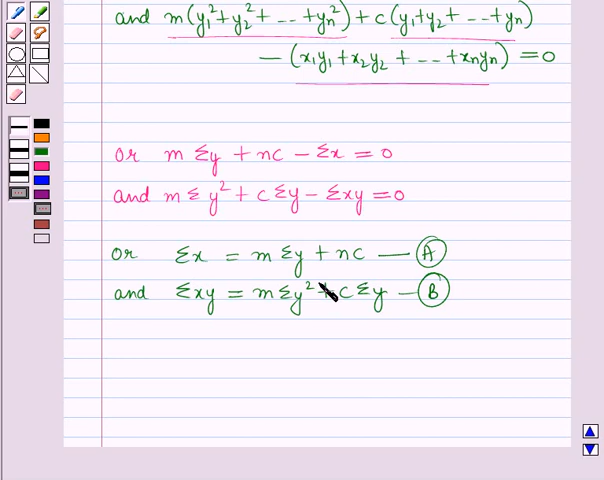 and m(y₁²+y₂²+ -- +yₙ²) + c(y₁+y₂+ -- +yₙ)
– (x₁y₁+x₂y₂ + -- + xₙyₙ) = 0
or m Σy + nc – Σx = 0
and m Σy² + c Σy – Σxy = 0
or Σx = m Σy + nc — A
and Σxy = m Σy² + c Σy — B